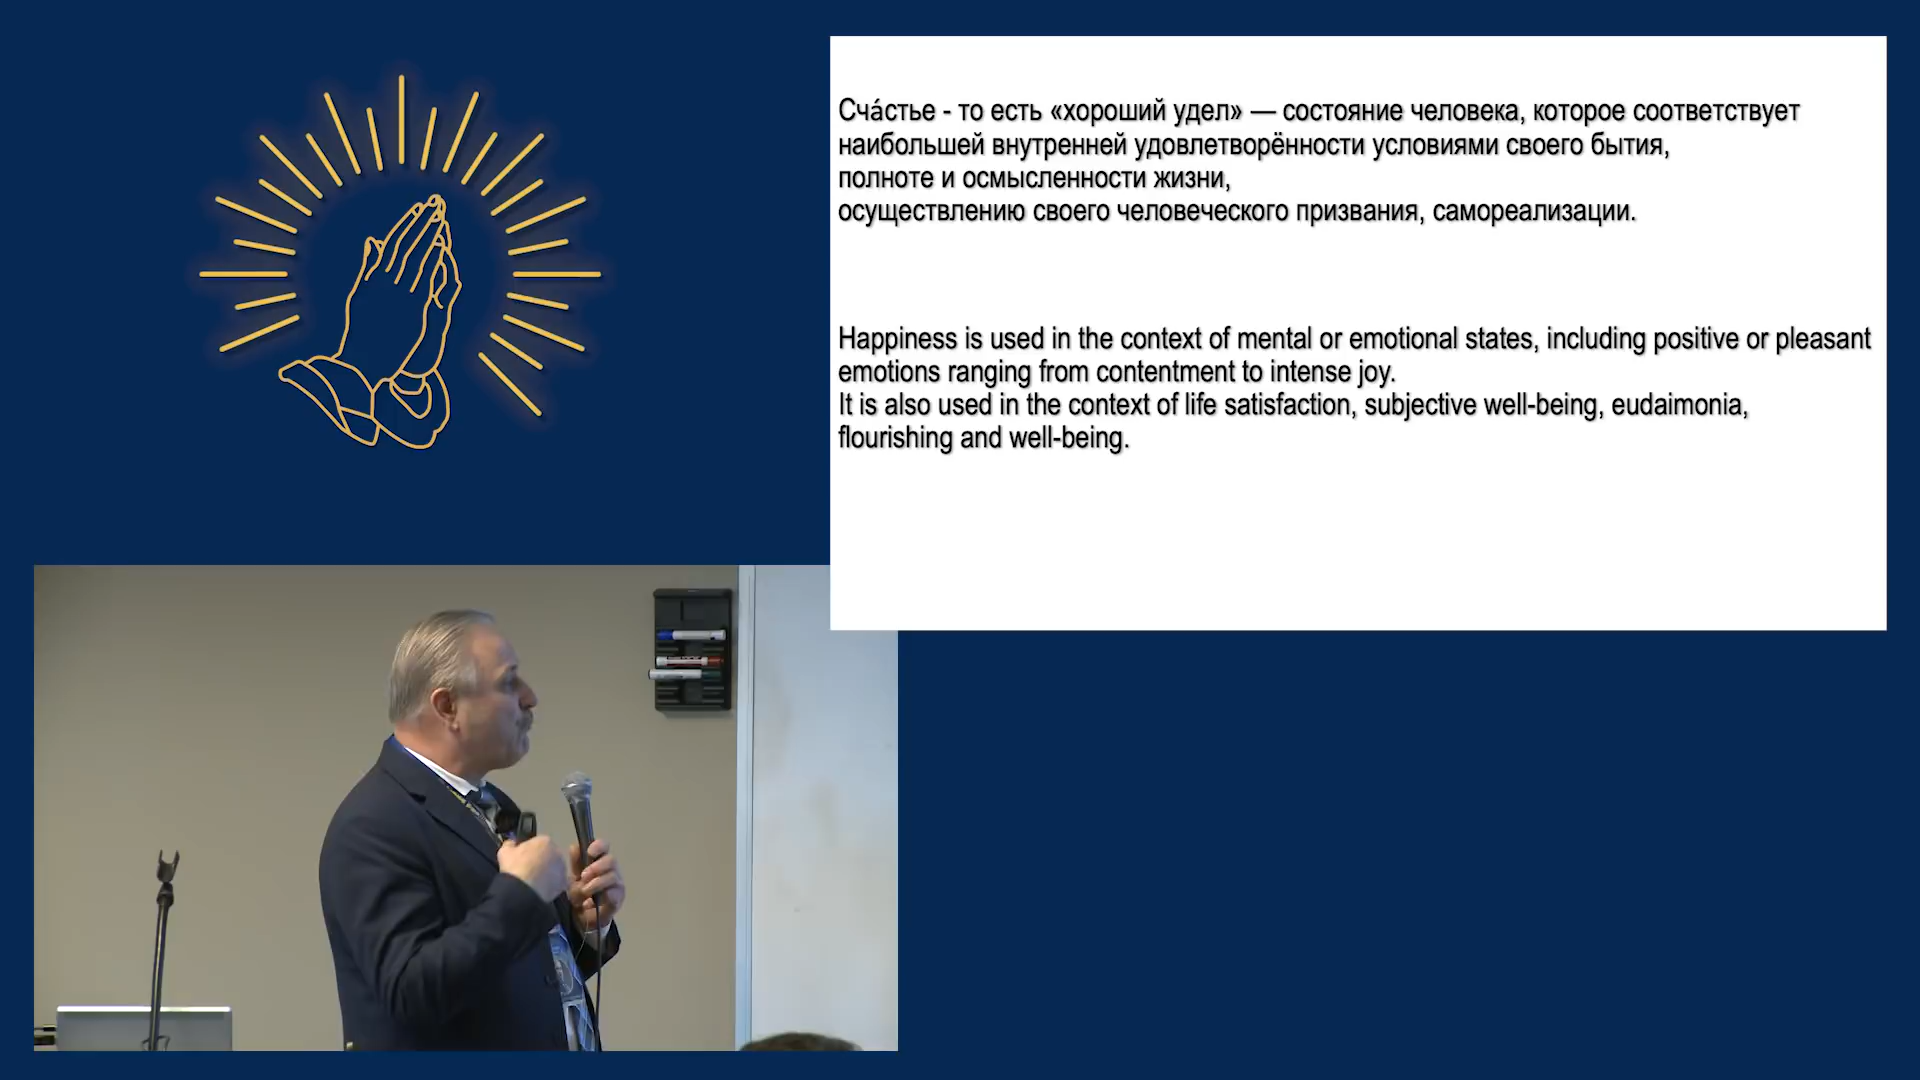 Сча́стье - то есть «хороший удел» — состояние человека, которое соответствует
наибольшей внутренней удовлетворённости условиями своего бытия,
полноте и осмысленности жизни,
осуществлению своего человеческого призвания, самореализации.
Happiness is used in the context of mental or emotional states, including positive or pleasant
emotions ranging from contentment to intense joy.
It is also used in the context of life satisfaction, subjective well-being, eudaimonia,
flourishing and well-being.